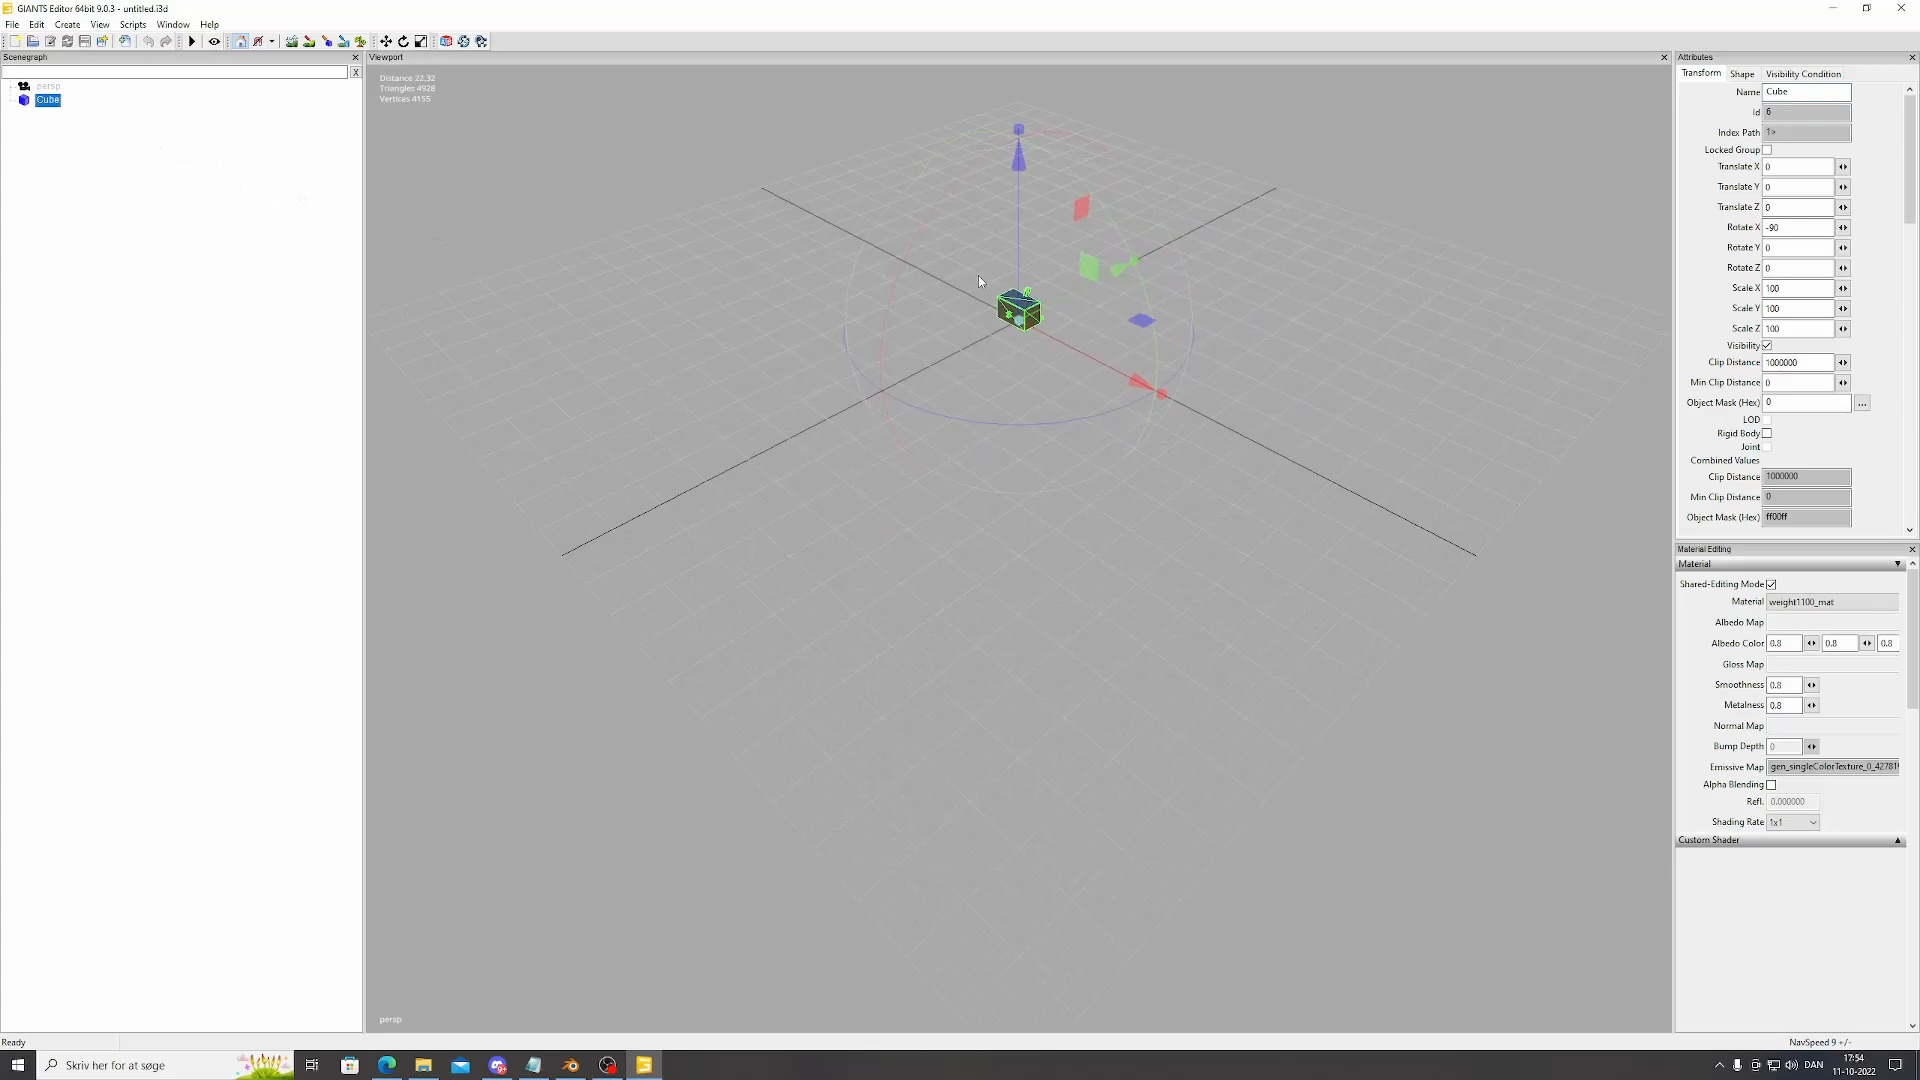 GIANTS Editor 64bit 9.0.3 - untitled.i3d
File Edit Create View Scripts Window Help
Scenegraph
X
persp
Cube
Viewport
Distance 22.32
Triangles 4928
Vertices 4155
persp
Attributes
Transform Shape Visibility Condition
Name Cube
Id 6
Index Path 1>
Locked Group
Translate X 0
Translate Y 0
Translate Z 0
Rotate X -90
Rotate Y 0
Rotate Z 0
Scale X 100
Scale Y 100
Scale Z 100
Visibility
Clip Distance 1000000
Min Clip Distance 0
Object Mask (Hex) 0 ...
LOD
Rigid Body
Joint
Combined Values
Clip Distance 1000000
Min Clip Distance 0
Object Mask (Hex) ff00ff
Material Editing
Material
Shared-Editing Mode
Material weight1100_mat
Albedo Map
Albedo Color 0.8 0.8 0.8
Gloss Map
Smoothness 0.8
Metalness 0.8
Normal Map
Bump Depth 0
Emissive Map gen_singleColorTexture_0_42781
Alpha Blending
Refl. 0.000000
Shading Rate 1x1
Custom Shader
Ready
NavSpeed 9 +/-
Skriv her for at søge
DAN
17:54
11-10-2022